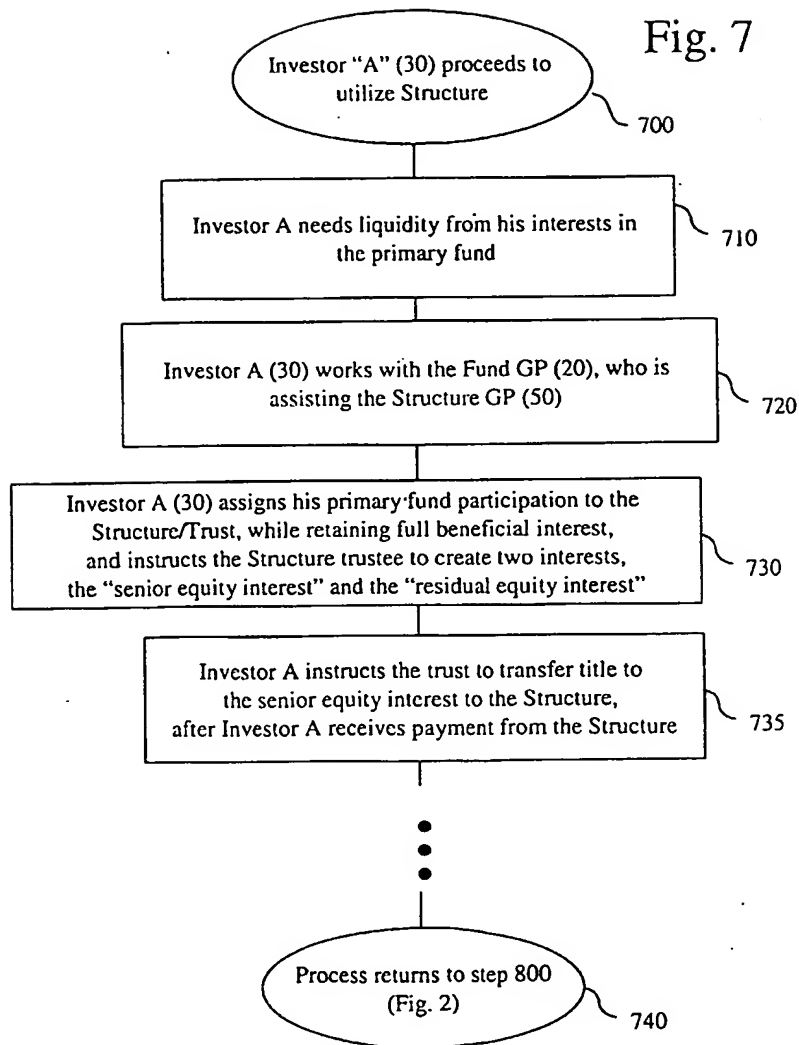 Fig. 7
Investor "A" (30) proceeds to
utilize Structure
700
Investor A needs liquidity from his interests in
the primary fund
710
Investor A (30) works with the Fund GP (20), who is
assisting the Structure GP (50)
720
Investor A (30) assigns his primary fund participation to the
Structure/Trust, while retaining full beneficial interest,
and instructs the Structure trustee to create two interests,
the "senior equity interest" and the "residual equity interest"
730
Investor A instructs the trust to transfer title to
the senior equity interest to the Structure,
after Investor A receives payment from the Structure
735
Process returns to step 800
(Fig. 2)
740